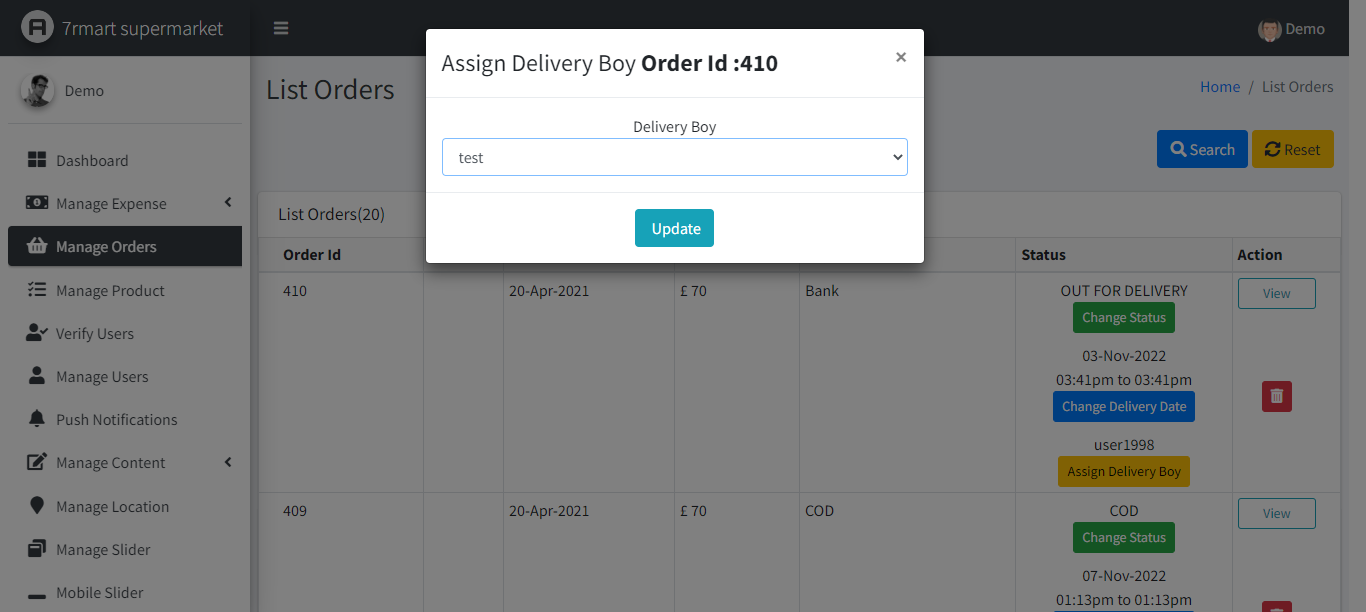 7rmart supermarket
Demo
Assign Delivery Boy Order Id :410
×
Delivery Boy
test
Update
Demo
Dashboard
Manage Expense
Manage Orders
Manage Product
Verify Users
Manage Users
Push Notifications
Manage Content
Manage Location
Manage Slider
Mobile Slider
List Orders
Home / List Orders
Search
Reset
List Orders(20)
Order Id
Status
Action
410
20-Apr-2021
£ 70
Bank
OUT FOR DELIVERY
Change Status
03-Nov-2022
03:41pm to 03:41pm
Change Delivery Date
user1998
Assign Delivery Boy
View
409
20-Apr-2021
£ 70
COD
COD
Change Status
07-Nov-2022
01:13pm to 01:13pm
View